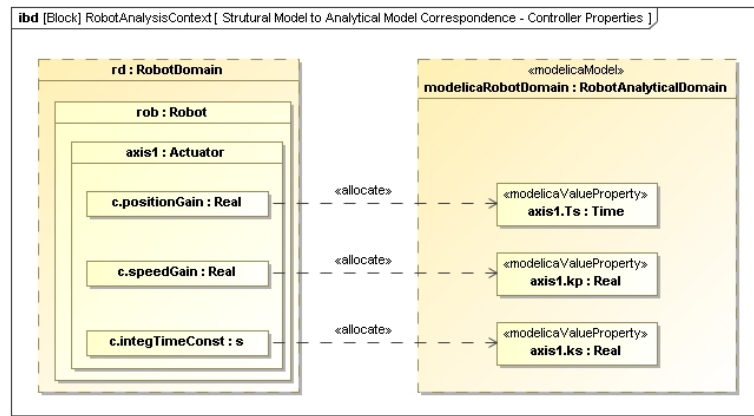 ibd [Block] RobotAnalysisContext [ Strutural Model to Analytical Model Correspondence - Controller Properties ]
rd : RobotDomain
rob : Robot
axis1 : Actuator
c.positionGain : Real
c.speedGain : Real
c.integTimeConst : s
«allocate»
«allocate»
«allocate»
«modelicaModel»
modelicaRobotDomain : RobotAnalyticalDomain
«modelicaValueProperty»
axis1.Ts : Time
«modelicaValueProperty»
axis1.kp : Real
«modelicaValueProperty»
axis1.ks : Real